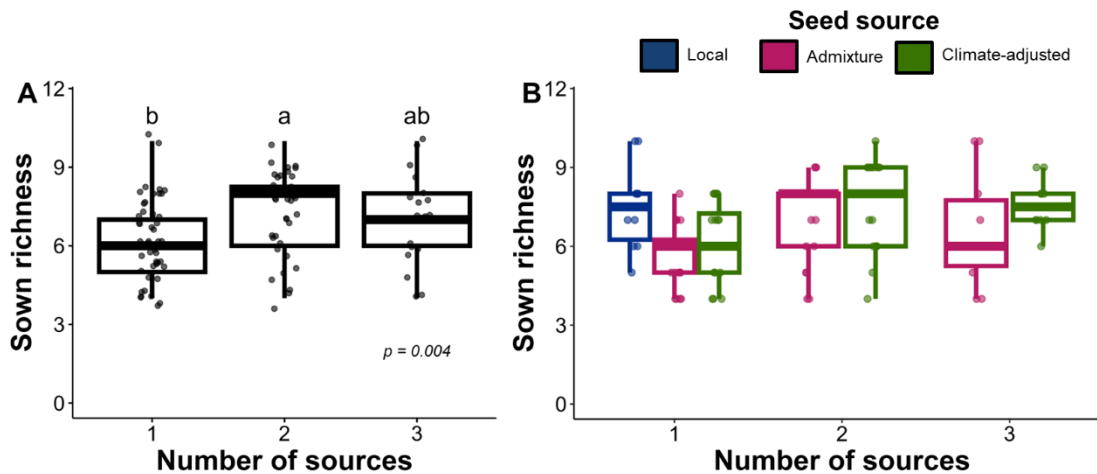 Seed source
Local Admixture Climate-adjusted
A
12
9
6
3
0
Sown richness
b a ab
p = 0.004
1 2 3
Number of sources
B
12
9
6
3
0
Sown richness
1 2 3
Number of sources